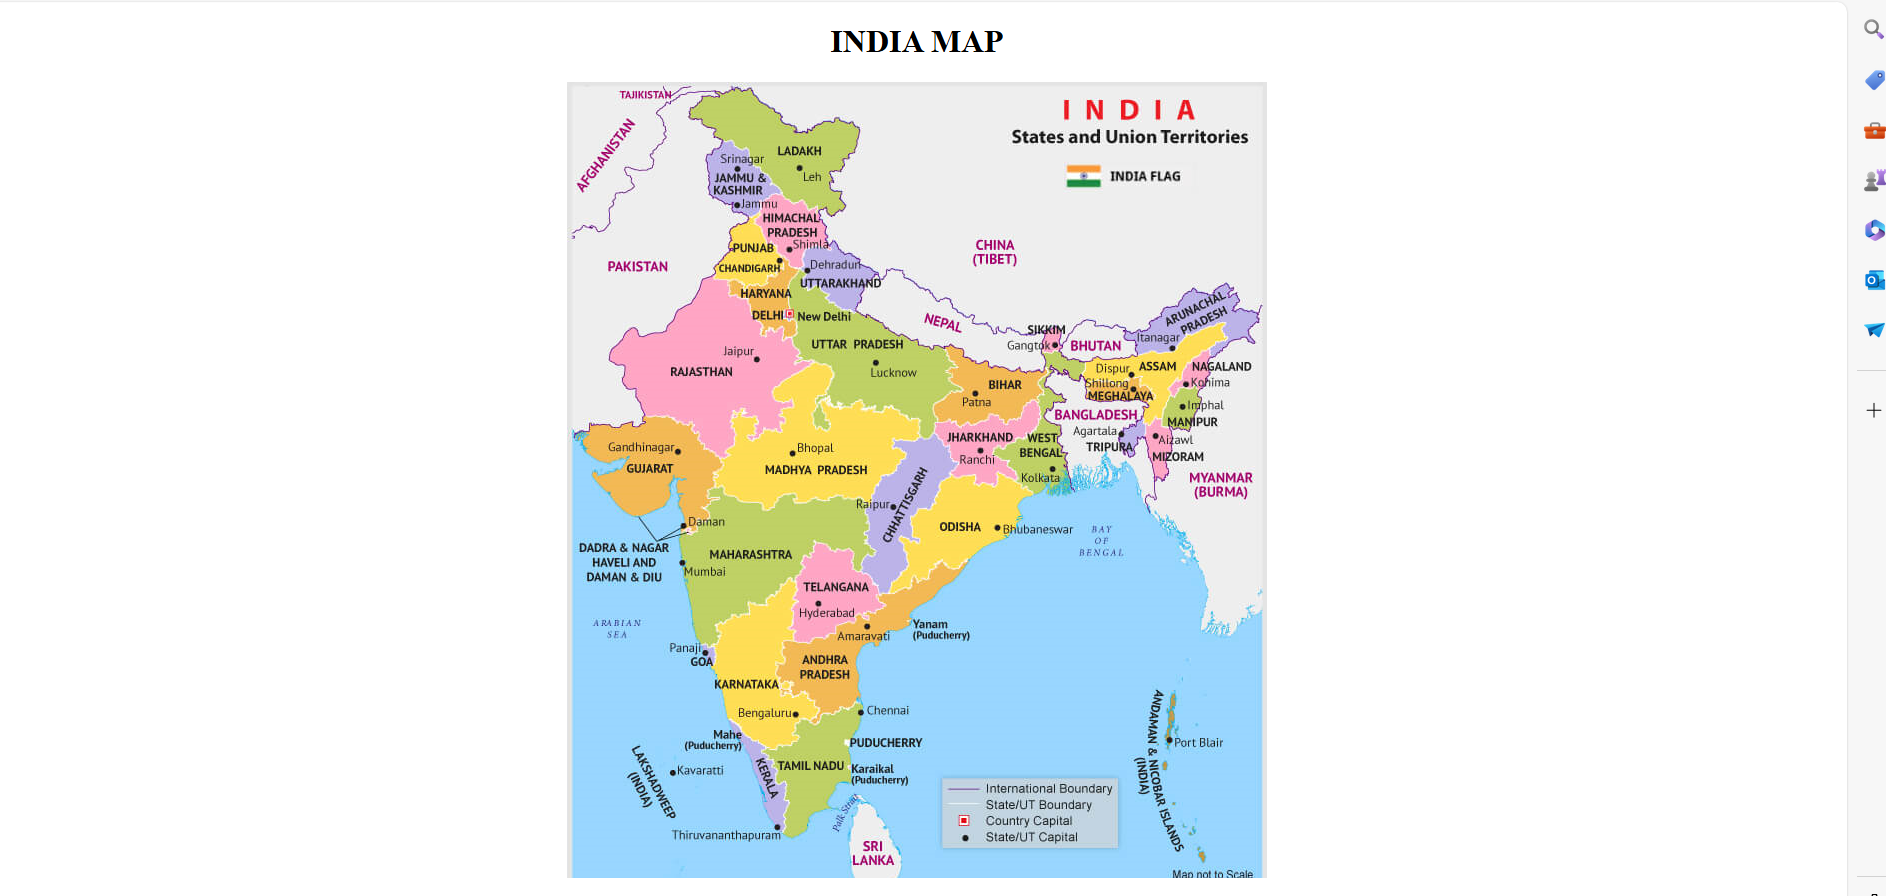 INDIA MAP
INDIA
States and Union Territories
INDIA FLAG
TAJIKISTAN
AFGHANISTAN
LADAKH
Leh
Srinagar
JAMMU &
KASHMIR
Jammu
HIMACHAL
PRADESH
Shimla
PUNJAB
CHANDIGARH
Dehradun
UTTARAKHAND
HARYANA
DELHI
New Delhi
PAKISTAN
CHINA
(TIBET)
NEPAL
UTTAR PRADESH
Lucknow
Jaipur
RAJASTHAN
SIKKIM
Gangtok
BHUTAN
ARUNACHAL
PRADESH
Itanagar
Dispur
ASSAM
NAGALAND
Kohima
Shillong
MEGHALAYA
Imphal
MANIPUR
BIHAR
Patna
BANGLADESH
Agartala
TRIPURA
Aizawl
MIZORAM
MYANMAR
(BURMA)
Gandhinagar
GUJARAT
Bhopal
MADHYA PRADESH
JHARKHAND
Ranchi
WEST
BENGAL
Kolkata
Raipur
CHHATTISGARH
ODISHA
Bhubaneswar
BAY
OF
BENGAL
Daman
DADRA & NAGAR
HAVELI AND
DAMAN & DIU
MAHARASHTRA
Mumbai
TELANGANA
Hyderabad
ARABIAN
SEA
Amaravati
Yanam
(Puducherry)
Panaji
GOA
ANDHRA
PRADESH
KARNATAKA
Bengaluru
Chennai
Mahe
(Puducherry)
PUDUCHERRY
KERALA
TAMIL NADU
Karaikal
(Puducherry)
LAKSHADWEEP
(INDIA)
Kavaratti
Thiruvananthapuram
Palk Strait
SRI
LANKA
ANDAMAN & NICOBAR ISLANDS
(INDIA)
Port Blair
International Boundary
State/UT Boundary
Country Capital
State/UT Capital
Map not to Scale